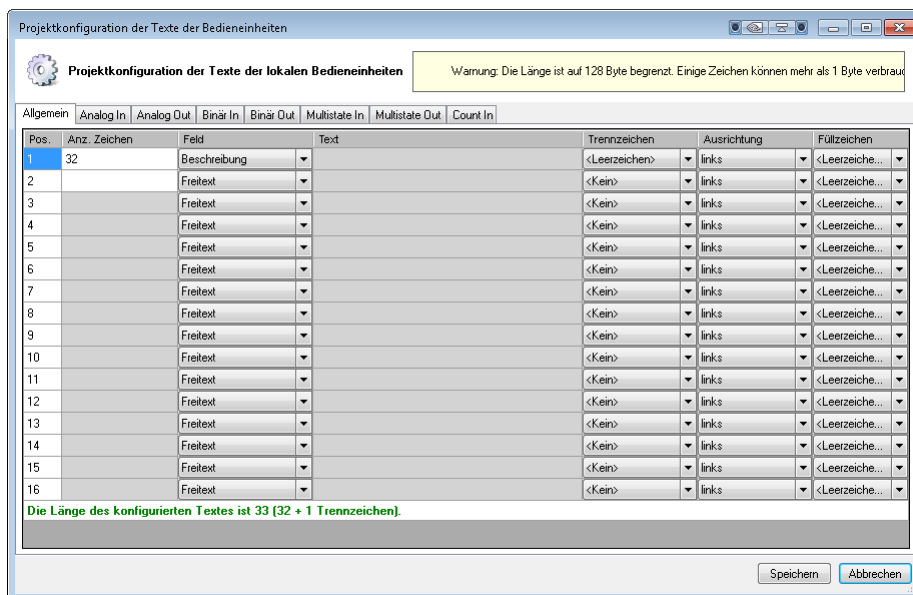 Projektkonfiguration der Texte der Bedieneinheiten
Projektkonfiguration der Texte der lokalen Bedieneinheiten
Warnung: Die Länge ist auf 128 Byte begrenzt. Einige Zeichen können mehr als 1 Byte verbrauc
Allgemein Analog In Analog Out Binär In Binär Out Multistate In Multistate Out Count In
Pos. Anz. Zeichen Feld Text Trennzeichen Ausrichtung Füllzeichen
1 32 Beschreibung <Leerzeichen> links <Leerzeiche...
2 Freitext <Kein> links <Leerzeiche...
3 Freitext <Kein> links <Leerzeiche...
4 Freitext <Kein> links <Leerzeiche...
5 Freitext <Kein> links <Leerzeiche...
6 Freitext <Kein> links <Leerzeiche...
7 Freitext <Kein> links <Leerzeiche...
8 Freitext <Kein> links <Leerzeiche...
9 Freitext <Kein> links <Leerzeiche...
10 Freitext <Kein> links <Leerzeiche...
11 Freitext <Kein> links <Leerzeiche...
12 Freitext <Kein> links <Leerzeiche...
13 Freitext <Kein> links <Leerzeiche...
14 Freitext <Kein> links <Leerzeiche...
15 Freitext <Kein> links <Leerzeiche...
16 Freitext <Kein> links <Leerzeiche...
Die Länge des konfigurierten Textes ist 33 (32 + 1 Trennzeichen).
Speichern Abbrechen